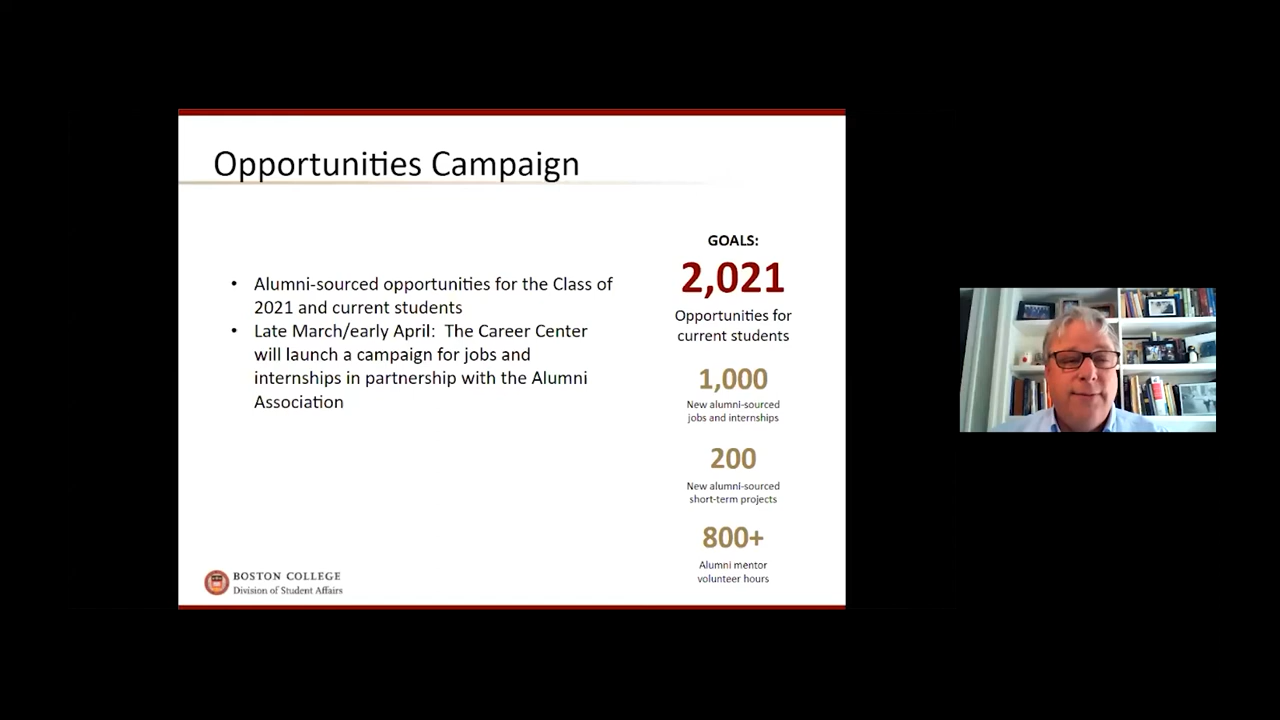 Opportunities Campaign
• Alumni-sourced opportunities for the Class of
2021 and current students
• Late March/early April: The Career Center
will launch a campaign for jobs and
internships in partnership with the Alumni
Association
GOALS:
2,021
Opportunities for
current students
1,000
New alumni-sourced
jobs and internships
200
New alumni-sourced
short-term projects
800+
Alumni mentor
volunteer hours
BOSTON COLLEGE
Division of Student Affairs